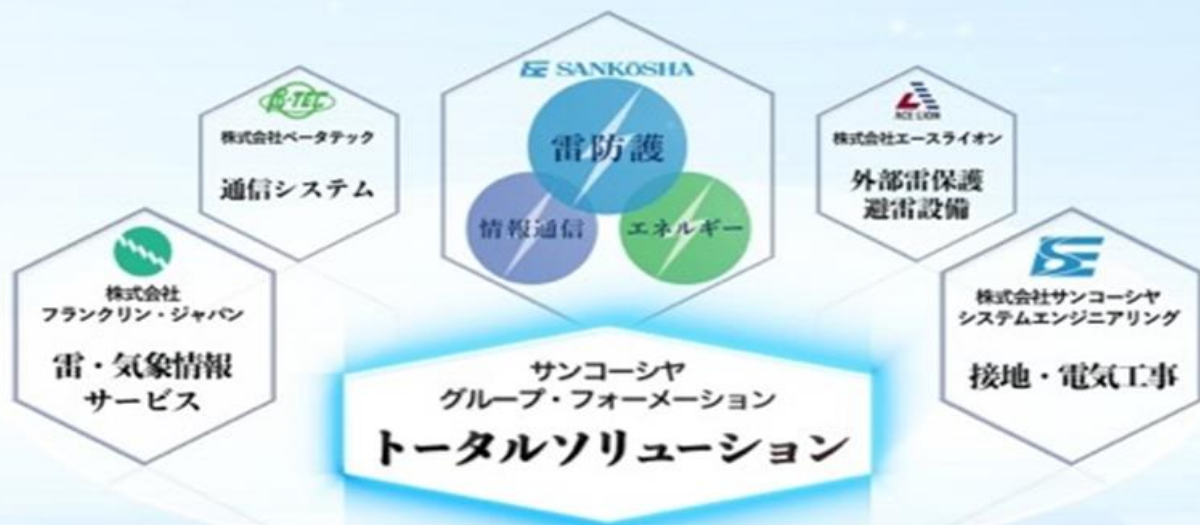 SANKŌSHA
雷防護
情報通信
エネルギー
β-TEC
株式会社ベータテック
通信システム
ACE LION
株式会社エースライオン
外部雷保護
避雷設備
株式会社
フランクリン・ジャパン
雷・気象情報
サービス
株式会社サンコーシヤ
システムエンジニアリング
接地・電気工事
サンコーシヤ
グループ・フォーメーション
トータルソリューション